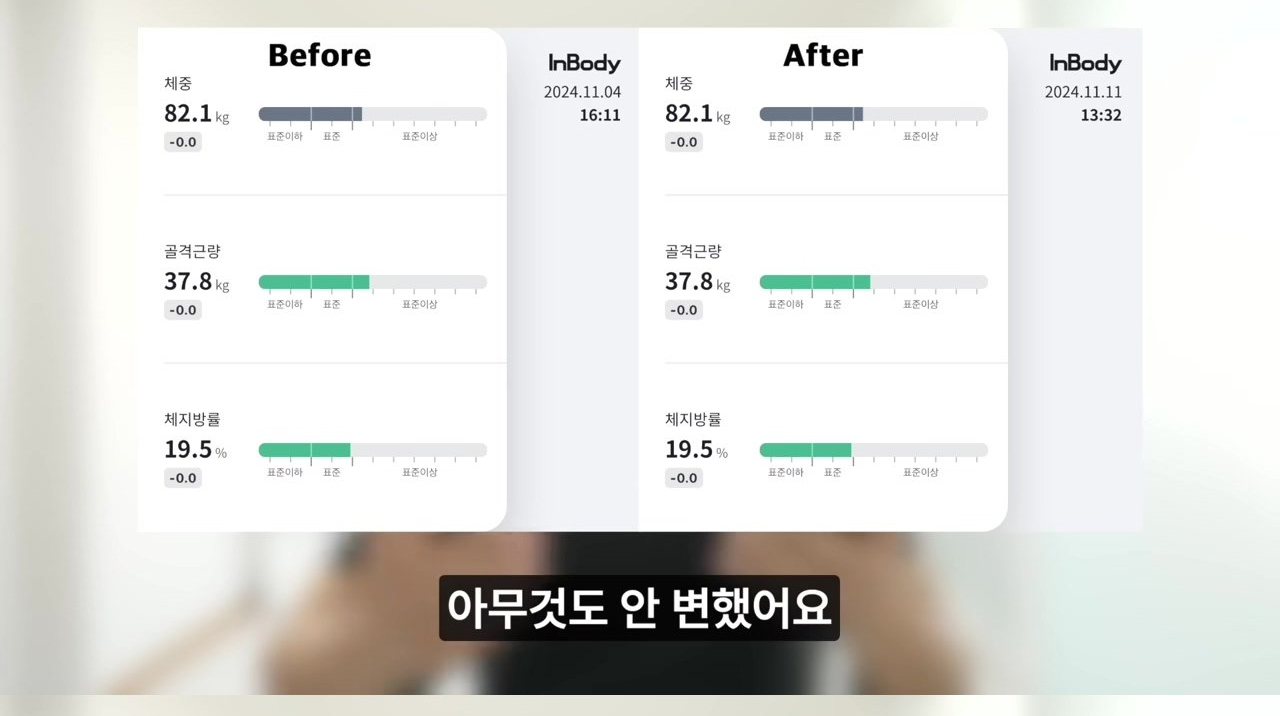 Before
체중
82.1 kg
-0.0
표준이하 표준 표준이상
골격근량
37.8 kg
-0.0
표준이하 표준 표준이상
체지방률
19.5 %
-0.0
표준이하 표준 표준이상
InBody
2024.11.04
16:11
After
체중
82.1 kg
-0.0
표준이하 표준 표준이상
골격근량
37.8 kg
-0.0
표준이하 표준 표준이상
체지방률
19.5 %
-0.0
표준이하 표준 표준이상
InBody
2024.11.11
13:32
아무것도 안 변했어요